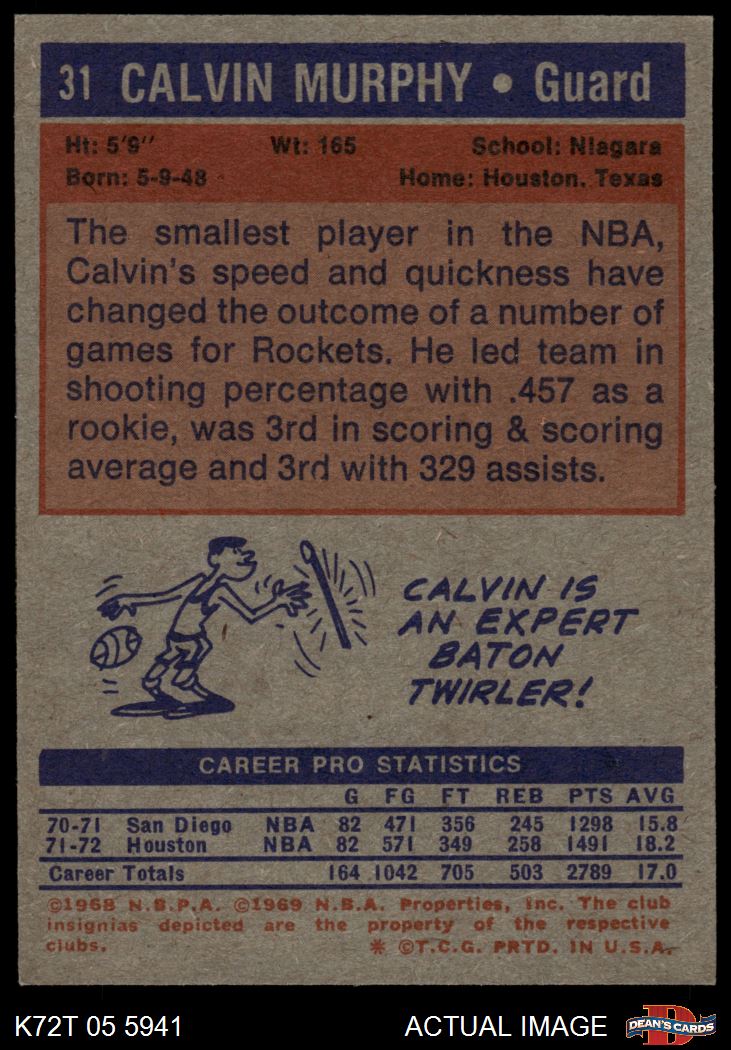 31 CALVIN MURPHY • Guard
Ht: 5'9" Wt: 165 School: Niagara
Born: 5-9-48 Home: Houston, Texas
The smallest player in the NBA,
Calvin's speed and quickness have
changed the outcome of a number of
games for Rockets. He led team in
shooting percentage with .457 as a
rookie, was 3rd in scoring & scoring
average and 3rd with 329 assists.
CALVIN IS
AN EXPERT
BATON
TWIRLER!
CAREER PRO STATISTICS
G FG FT REB PTS AVG
70-71 San Diego NBA 82 471 356 245 1298 15.8
71-72 Houston NBA 82 571 349 258 1491 18.2
Career Totals 164 1042 705 503 2789 17.0
©1968 N.B.P.A. ©1969 N.B.A. Properties, Inc. The club
insignias depicted are the property of the respective
clubs. * ©T.C.G. PRTD. IN U.S.A.
K72T 05 5941 ACTUAL IMAGE D DEAN'S CARDS